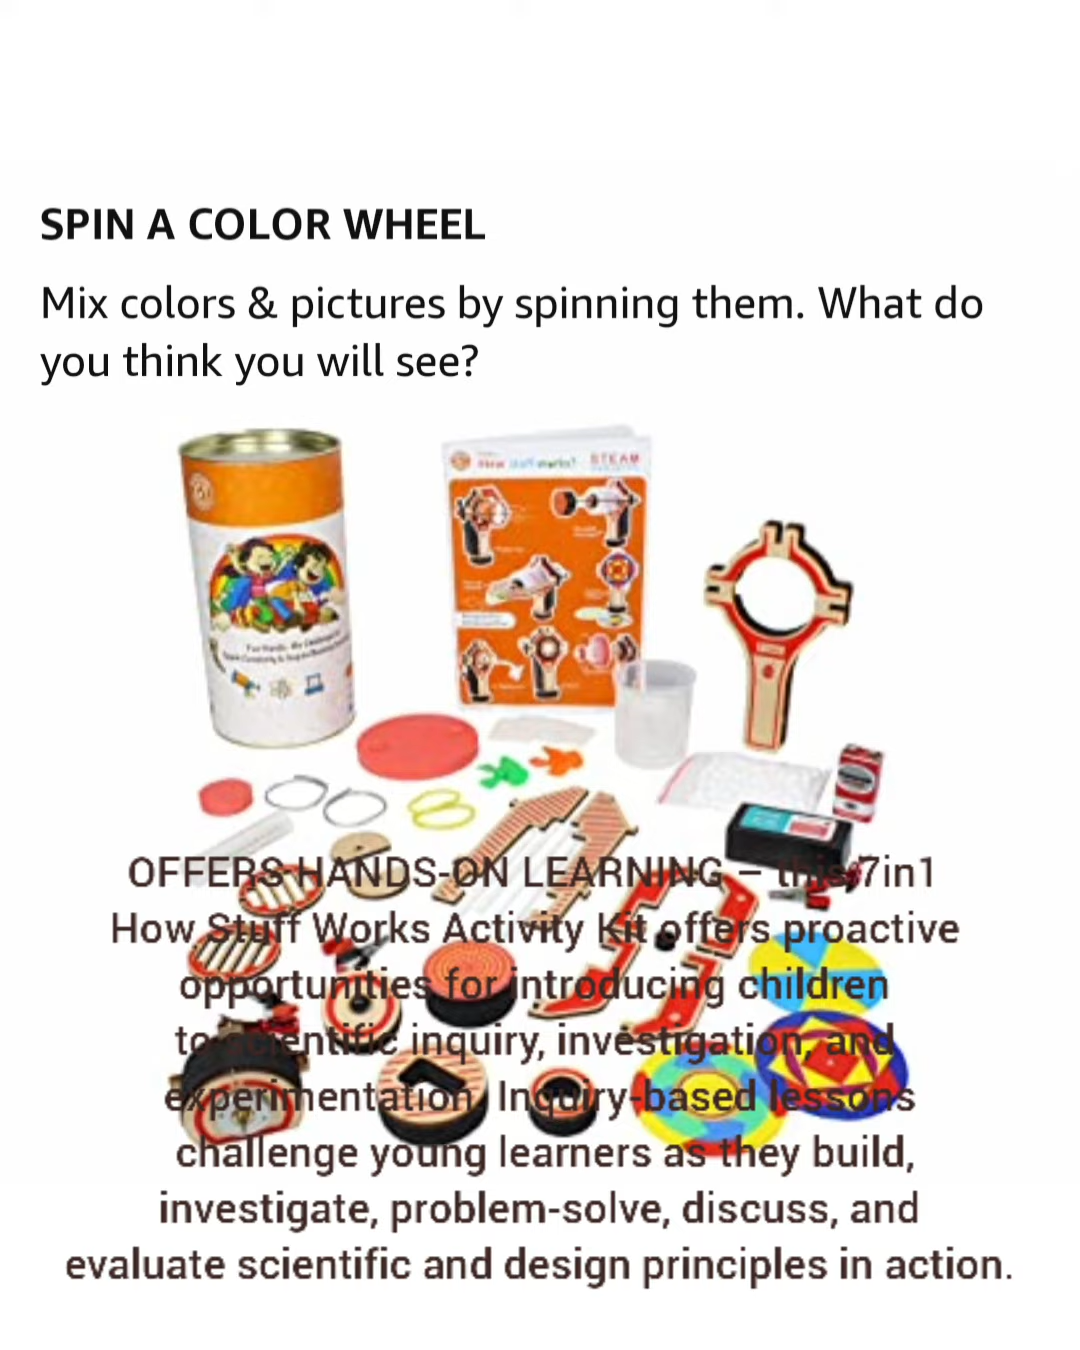 SPIN A COLOR WHEEL
Mix colors & pictures by spinning them. What do
you think you will see?
STEAM
OFFERS HANDS-ON LEARNING – this 7in1
How Stuff Works Activity Kit offers proactive
opportunities for introducing children
to scientific inquiry, investigation, and
experimentation. Inquiry-based lessons
challenge young learners as they build,
investigate, problem-solve, discuss, and
evaluate scientific and design principles in action.